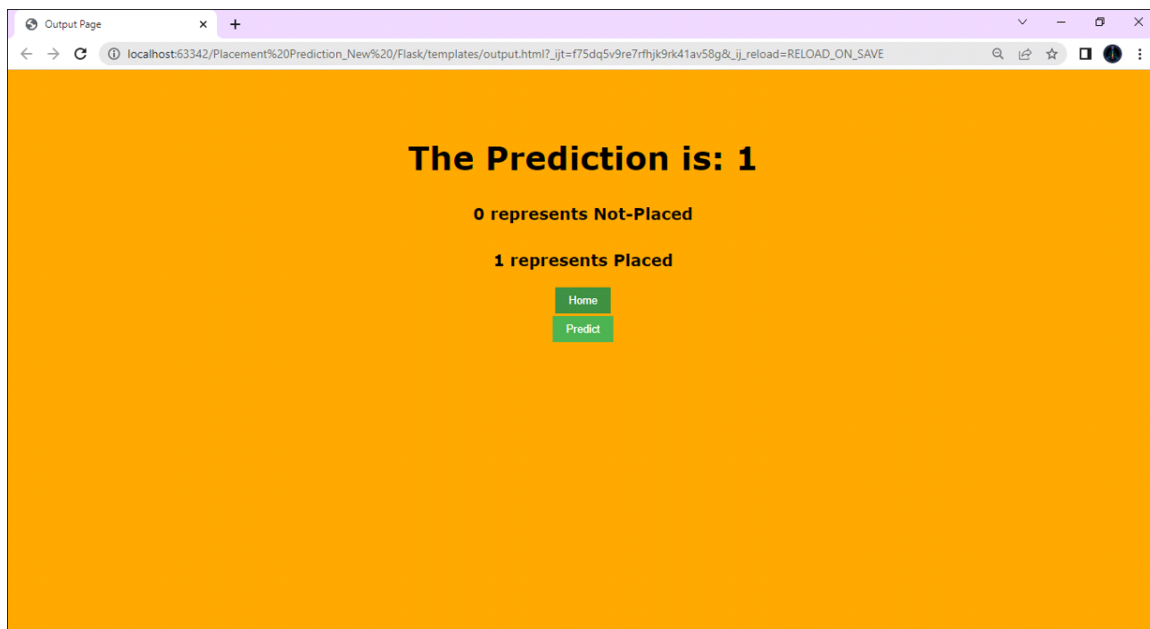 Output Page
localhost:63342/Placement%20Prediction_New%20/Flask/templates/output.html?_ijt=f75dq5v9re7rfhjk9rk41av58g&_ij_reload=RELOAD_ON_SAVE
The Prediction is: 1
0 represents Not-Placed
1 represents Placed
Home
Predict